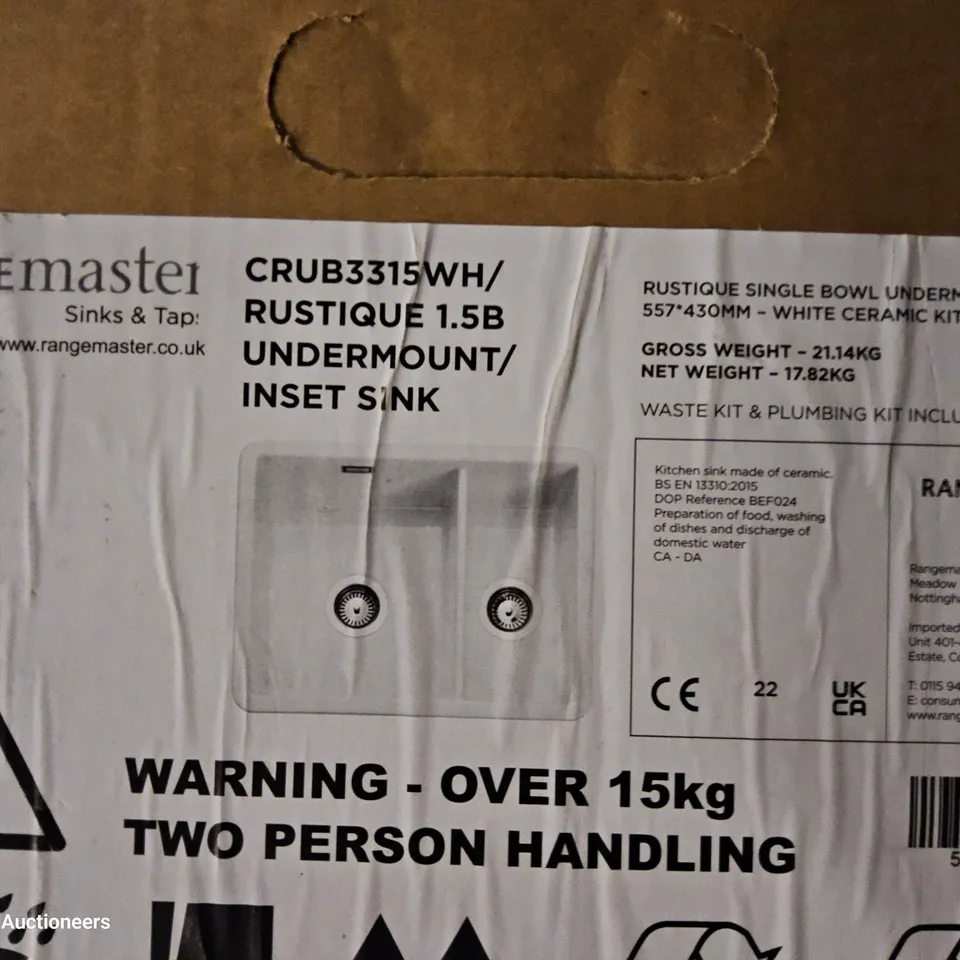 Emaster
Sinks & Taps
www.rangemaster.co.uk
CRUB3315WH/
RUSTIQUE 1.5B
UNDERMOUNT/
INSET SINK
RUSTIQUE SINGLE BOWL UNDERM
557*430MM – WHITE CERAMIC KIT
GROSS WEIGHT – 21.14KG
NET WEIGHT – 17.82KG
WASTE KIT & PLUMBING KIT INCLU
Kitchen sink made of ceramic.
BS EN 13310:2015
DOP Reference BEF024
Preparation of food, washing
of dishes and discharge of
domestic water
CA - DA
CE
22
UK
CA
RAN
Rangema
Meadow
Nottingha
Imported
Unit 401-
Estate, Co
T: 0115 94
E: consum
www.rang
WARNING - OVER 15kg
TWO PERSON HANDLING
5
Auctioneers